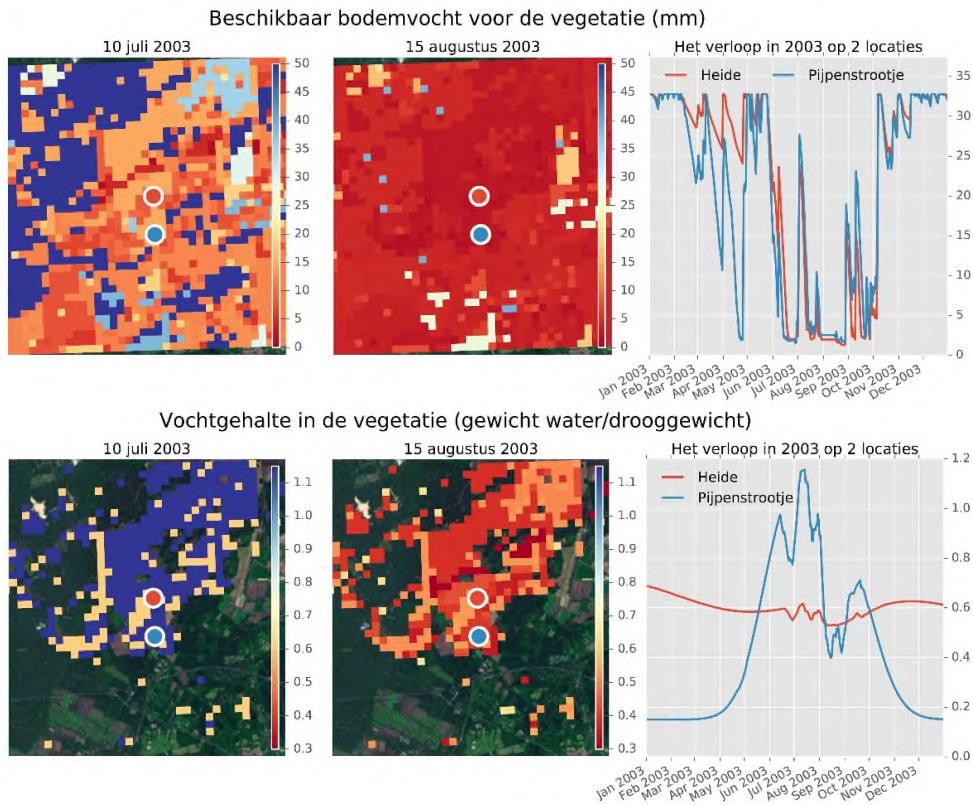 Beschikbaar bodemvocht voor de vegetatie (mm)
10 juli 2003
15 augustus 2003
Het verloop in 2003 op 2 locaties
50
45
40
35
30
25
20
15
10
5
0
50
45
40
35
30
25
20
15
10
5
0
Heide
Pijpenstrootje
35
30
25
20
15
10
5
0
Jan 2003
Feb 2003
Mar 2003
Apr 2003
May 2003
Jun 2003
Jul 2003
Aug 2003
Sep 2003
Oct 2003
Nov 2003
Dec 2003
Vochtgehalte in de vegetatie (gewicht water/drooggewicht)
10 juli 2003
15 augustus 2003
Het verloop in 2003 op 2 locaties
1.1
1.0
0.9
0.8
0.7
0.6
0.5
0.4
0.3
1.1
1.0
0.9
0.8
0.7
0.6
0.5
0.4
0.3
Heide
Pijpenstrootje
1.2
1.0
0.8
0.6
0.4
0.2
0.0
Jan 2003
Feb 2003
Mar 2003
Apr 2003
May 2003
Jun 2003
Jul 2003
Aug 2003
Sep 2003
Oct 2003
Nov 2003
Dec 2003